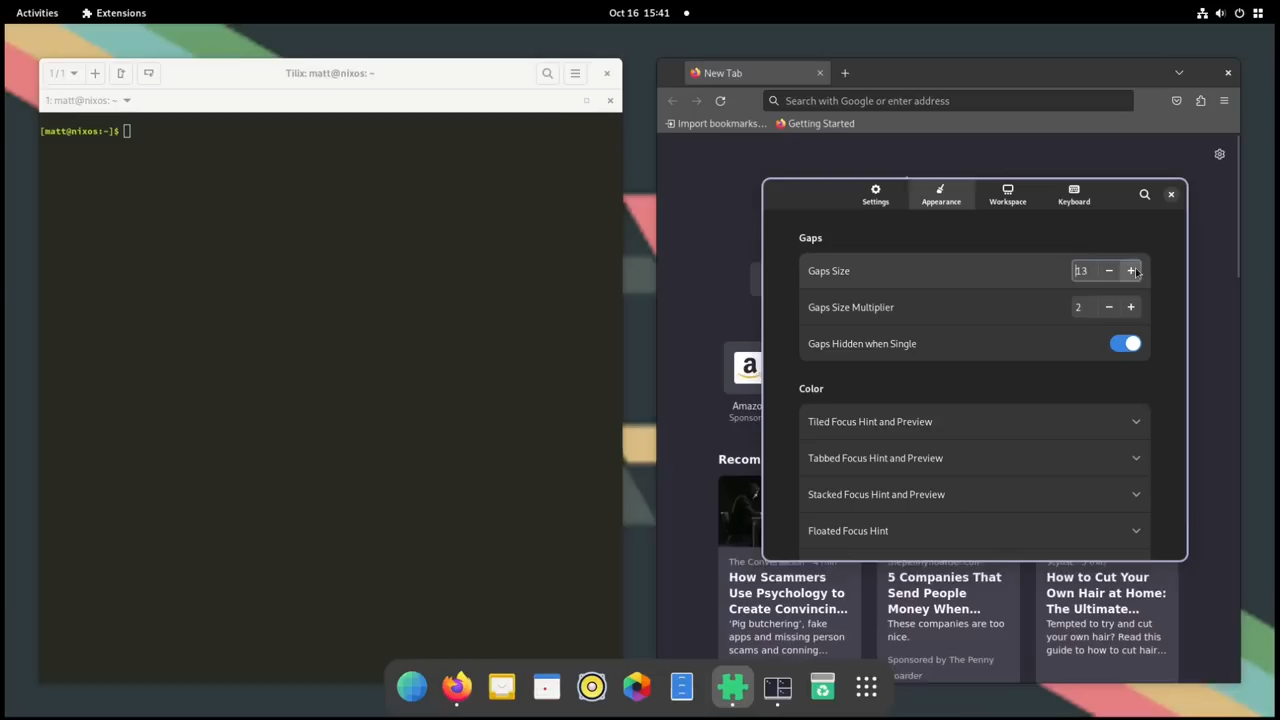 Activities
Extensions
Oct 16 15:41
1/1
Tilix: matt@nixos: ~
1: matt@nixos: ~
[matt@nixos:~]$
New Tab
Search with Google or enter address
Import bookmarks…
Getting Started
Settings
Appearance
Workspace
Keyboard
Gaps
Gaps Size
13
Gaps Size Multiplier
2
Gaps Hidden when Single
Color
Tiled Focus Hint and Preview
Tabbed Focus Hint and Preview
Stacked Focus Hint and Preview
Floated Focus Hint
a
Amazo
Sponsor
Recom
How Scammers
Use Psychology to
Create Convincin…
‘Pig butchering’, fake
apps and missing person
scams and conning…
5 Companies That
Send People
Money When…
These companies are too
nice.
Sponsored by The Penny
oarder
How to Cut Your
Own Hair at Home:
The Ultimate…
Tempted to try and cut
your own hair? Read this
guide to how to cut hair…